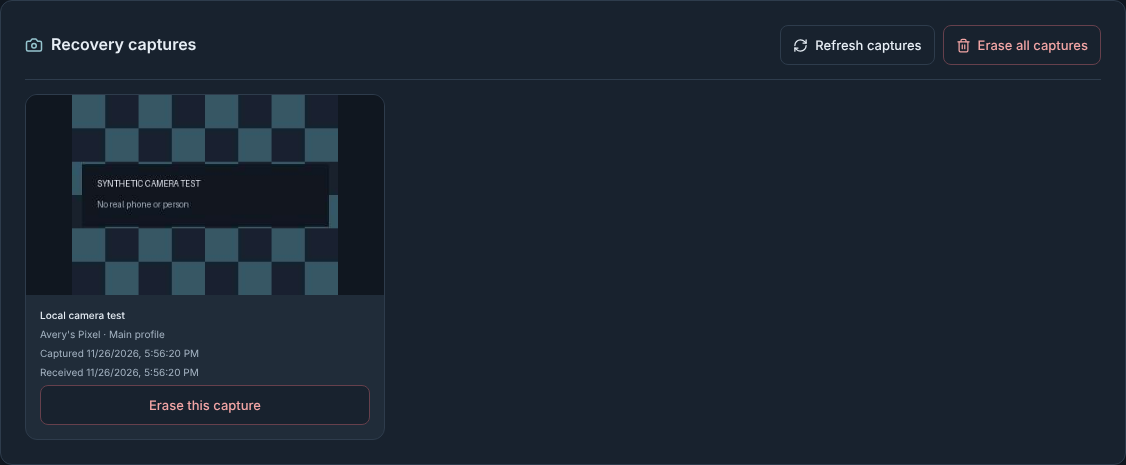 Recovery captures
Refresh captures
Erase all captures
SYNTHETIC CAMERA TEST
No real phone or person
Local camera test
Avery's Pixel · Main profile
Captured 11/26/2026, 5:56:20 PM
Received 11/26/2026, 5:56:20 PM
Erase this capture